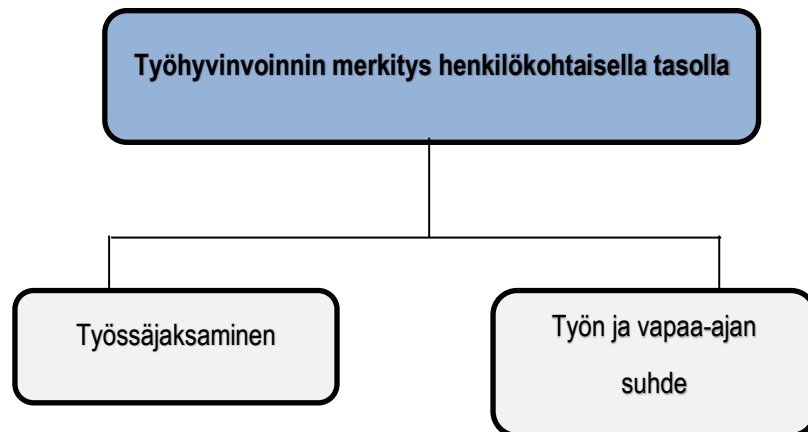 Työhyvinvoinnin merkitys henkilökohtaisella tasolla
Työssäjaksaminen
Työn ja vapaa-ajan
suhde